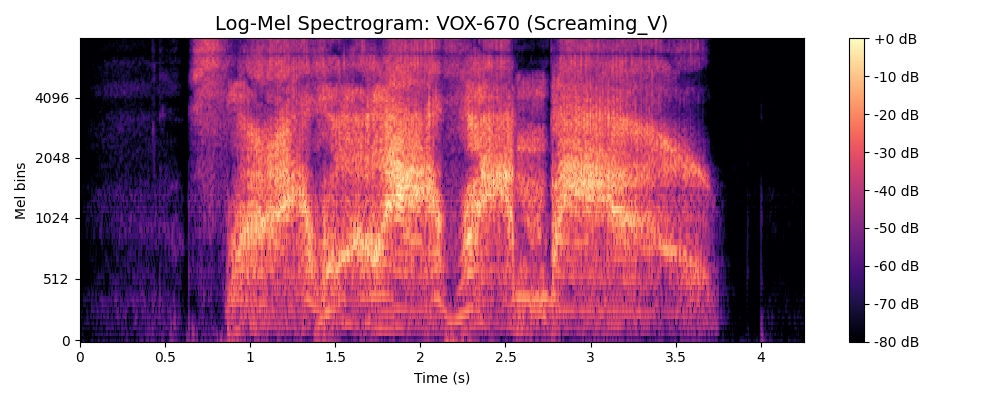 Log-Mel Spectrogram: VOX-670 (Screaming_V)
Mel bins
4096
2048
1024
512
0
0 0.5 1 1.5 2 2.5 3 3.5 4
Time (s)
+0 dB
-10 dB
-20 dB
-30 dB
-40 dB
-50 dB
-60 dB
-70 dB
-80 dB